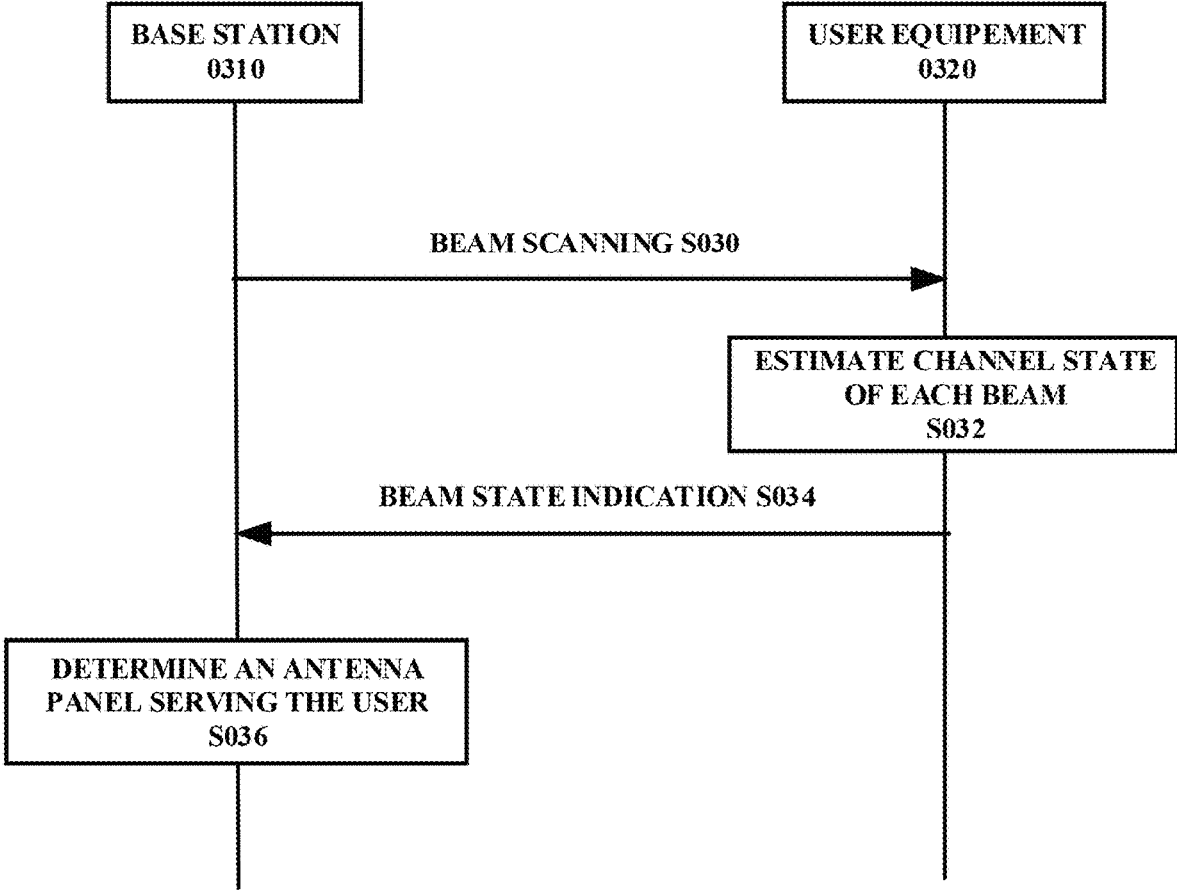 BASE STATION
0310
USER EQUIPEMENT
0320
BEAM SCANNING S030
ESTIMATE CHANNEL STATE
OF EACH BEAM
S032
BEAM STATE INDICATION S034
DETERMINE AN ANTENNA
PANEL SERVING THE USER
S036